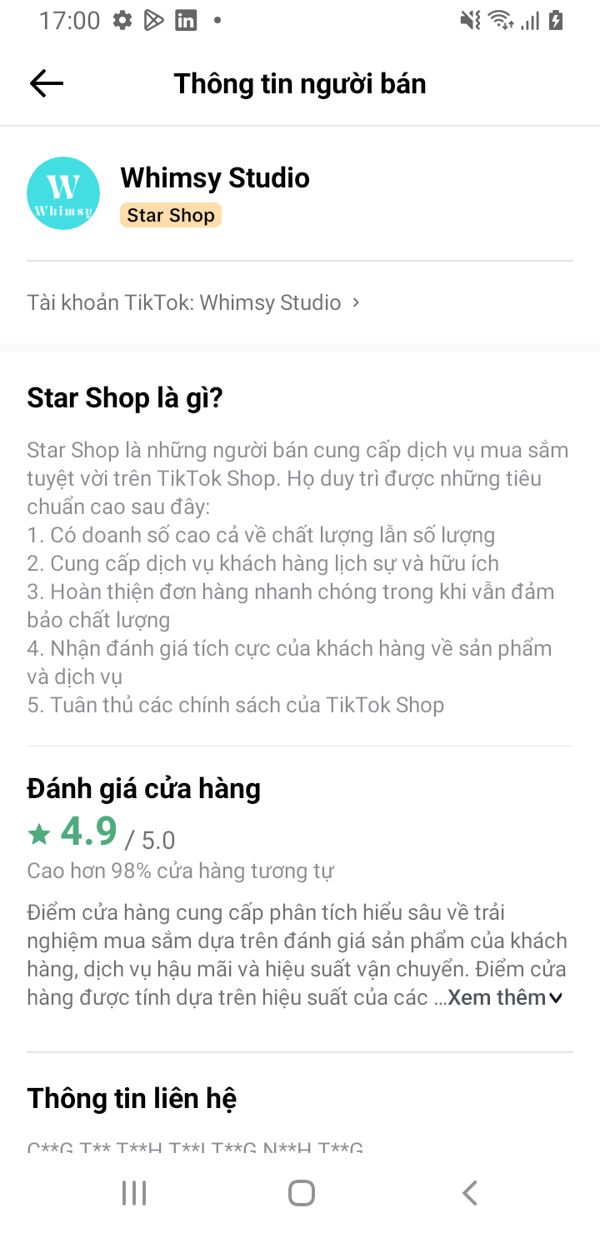 17:00
Thông tin người bán
W
Whimsy
Whimsy Studio
Star Shop
Tài khoản TikTok: Whimsy Studio
Star Shop là gì?
Star Shop là những người bán cung cấp dịch vụ mua sắm
tuyệt vời trên TikTok Shop. Họ duy trì được những tiêu
chuẩn cao sau đây:
1. Có doanh số cao cả về chất lượng lẫn số lượng
2. Cung cấp dịch vụ khách hàng lịch sự và hữu ích
3. Hoàn thiện đơn hàng nhanh chóng trong khi vẫn đảm
bảo chất lượng
4. Nhận đánh giá tích cực của khách hàng về sản phẩm
và dịch vụ
5. Tuân thủ các chính sách của TikTok Shop
Đánh giá cửa hàng
4.9 / 5.0
Cao hơn 98% cửa hàng tương tự
Điểm cửa hàng cung cấp phân tích hiểu sâu về trải
nghiệm mua sắm dựa trên đánh giá sản phẩm của khách
hàng, dịch vụ hậu mãi và hiệu suất vận chuyển. Điểm cửa
hàng được tính dựa trên hiệu suất của các ...Xem thêm
Thông tin liên hệ
C**G T** T**H T**I T**G N**H T**G